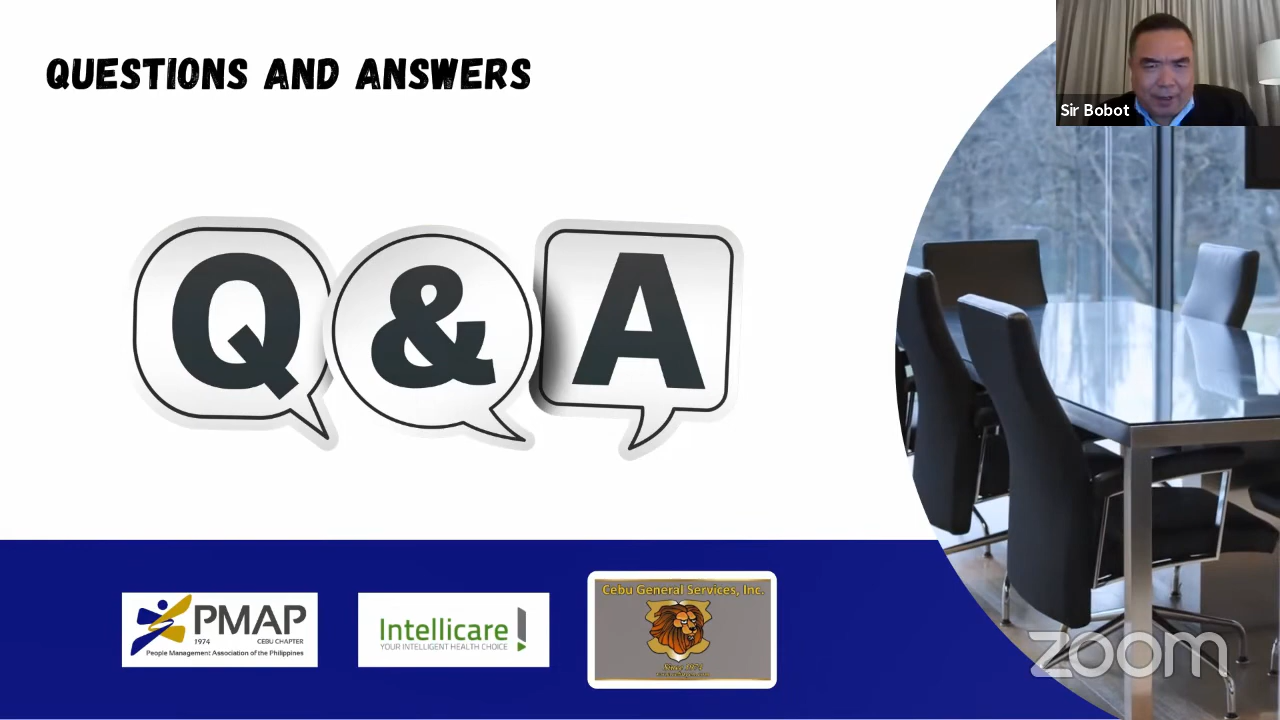 QUESTIONS AND ANSWERS
Sir Bobot
Q & A
PMAP
1974 CEBU CHAPTER
People Management Association of the Philippines
Intellicare
YOUR INTELLIGENT HEALTH CHOICE
Cebu General Services, Inc.
zoom